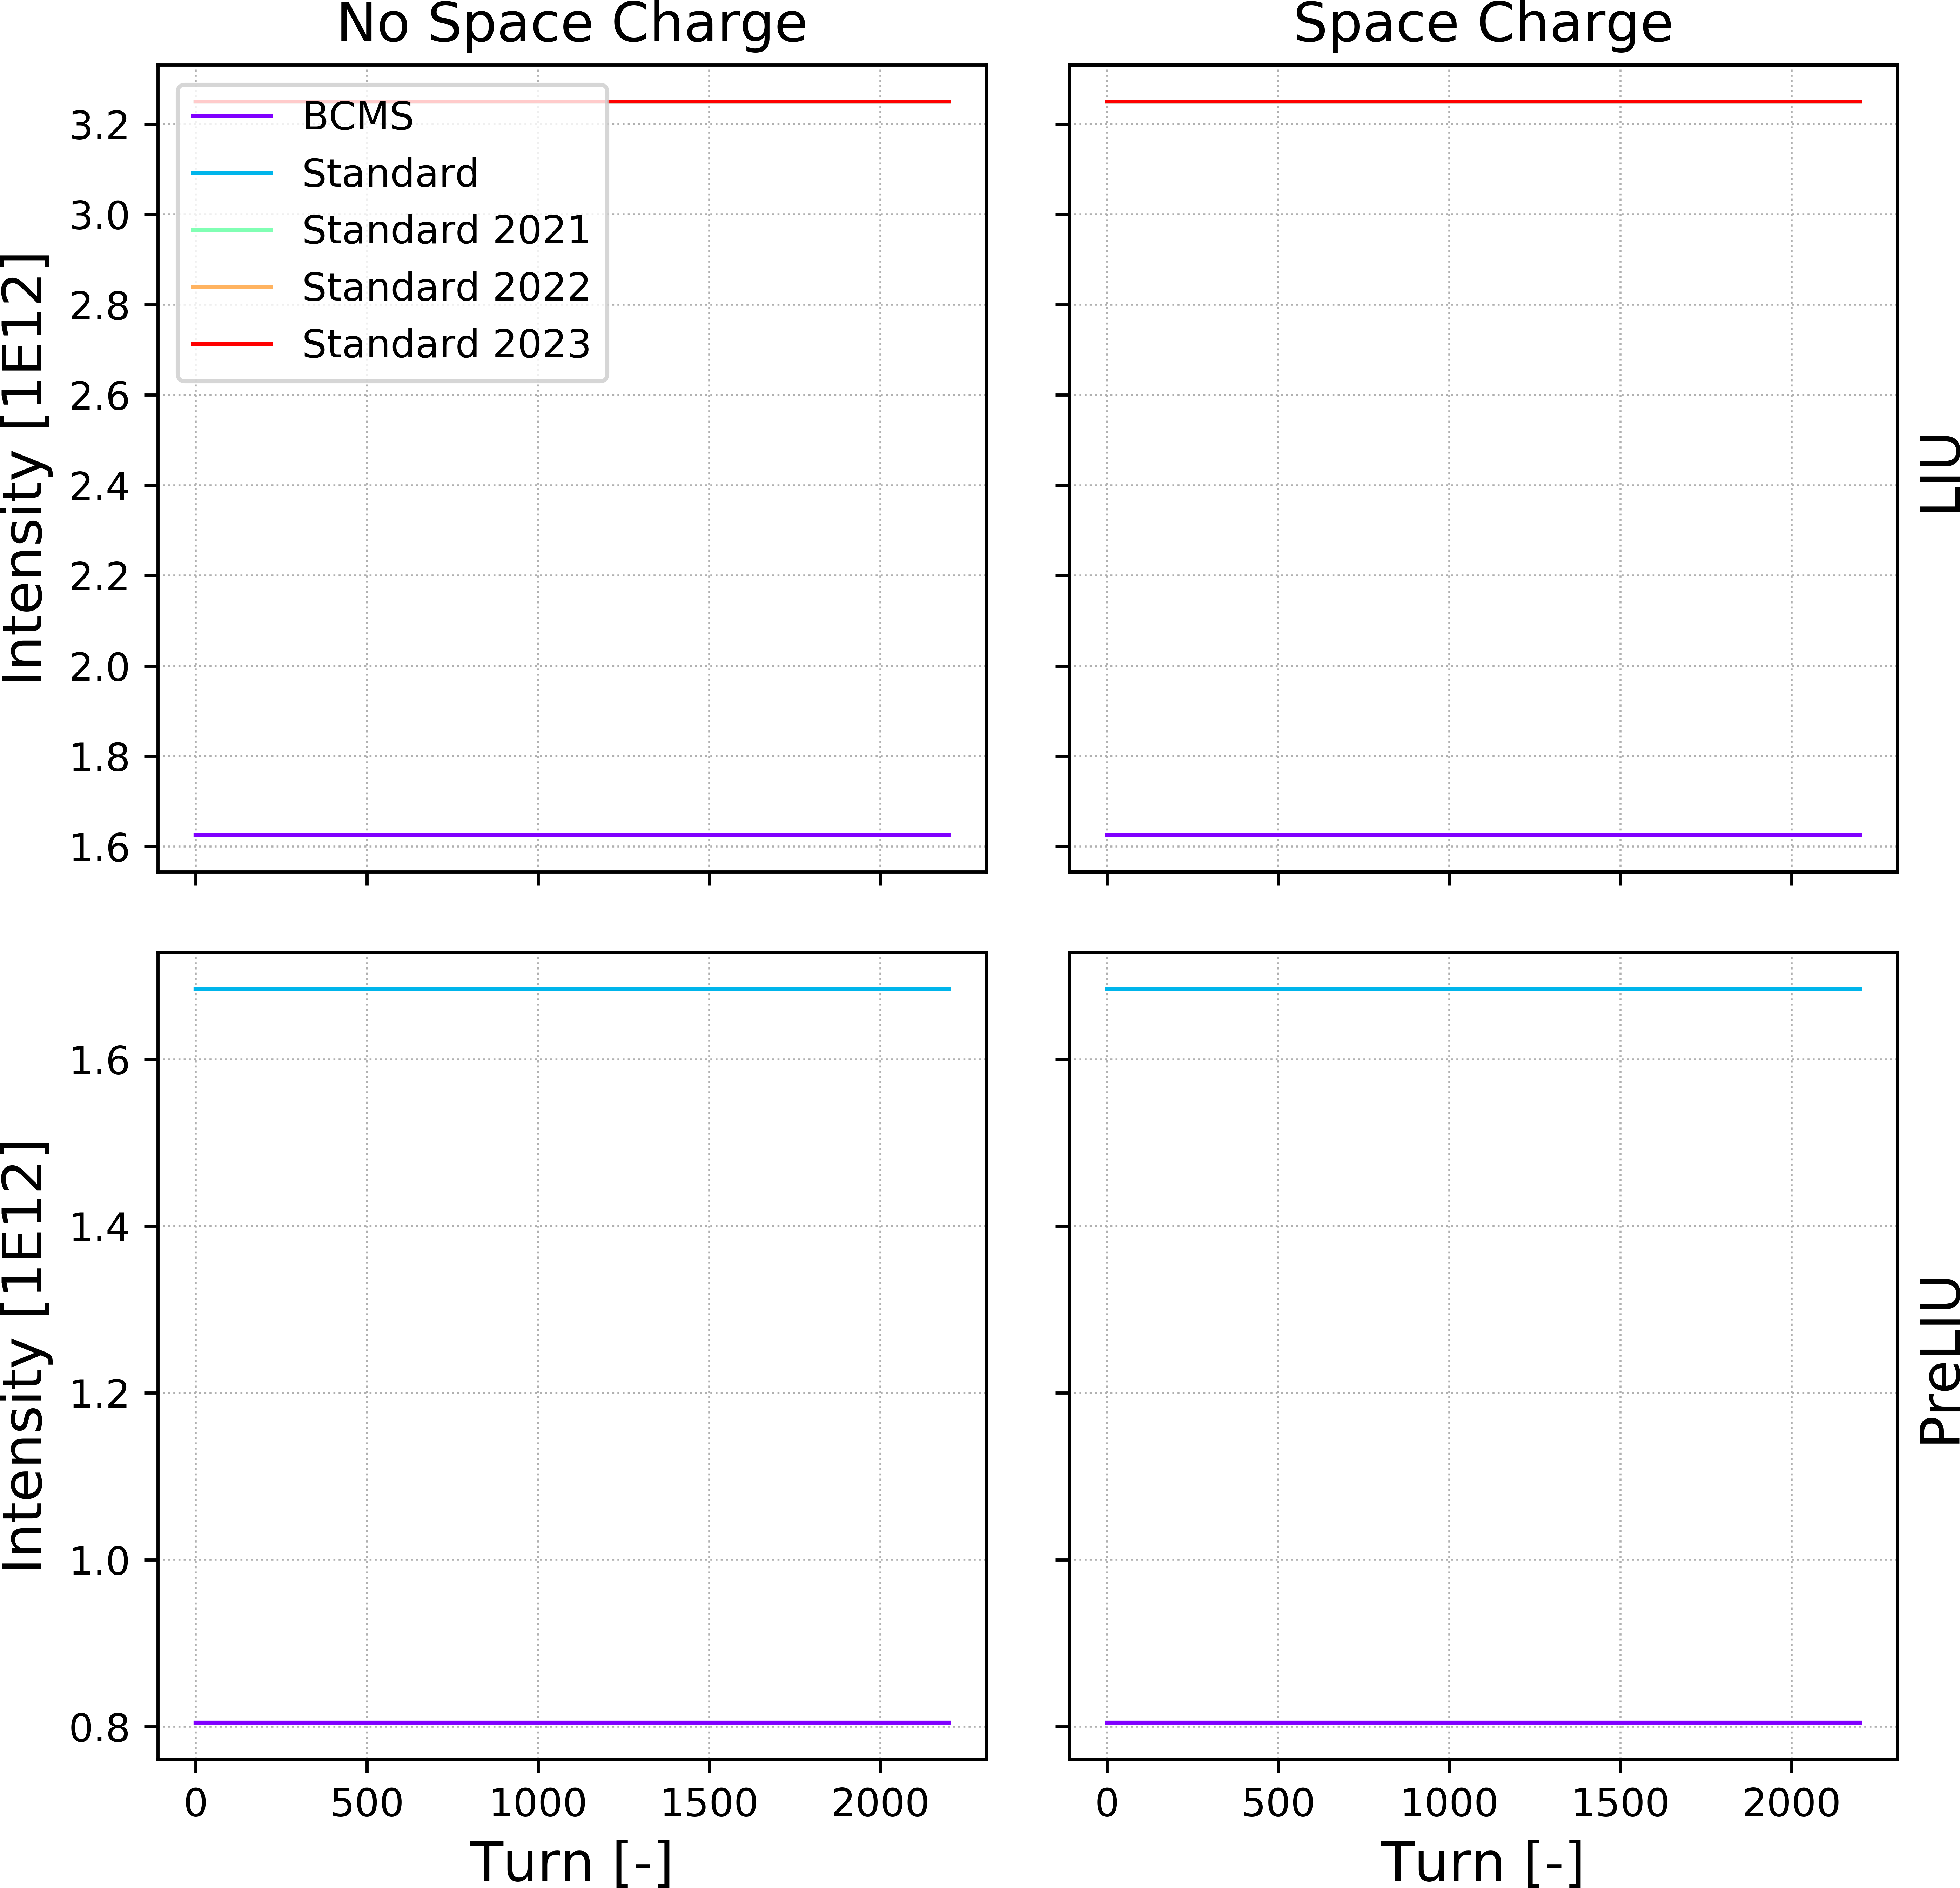 No Space Charge
Space Charge
Intensity [1E12]
3.2
3.0
2.8
2.6
2.4
2.2
2.0
1.8
1.6
BCMS
Standard
Standard 2021
Standard 2022
Standard 2023
LIU
Intensity [1E12]
1.6
1.4
1.2
1.0
0.8
PreLIU
0 500 1000 1500 2000
0 500 1000 1500 2000
Turn [-]
Turn [-]